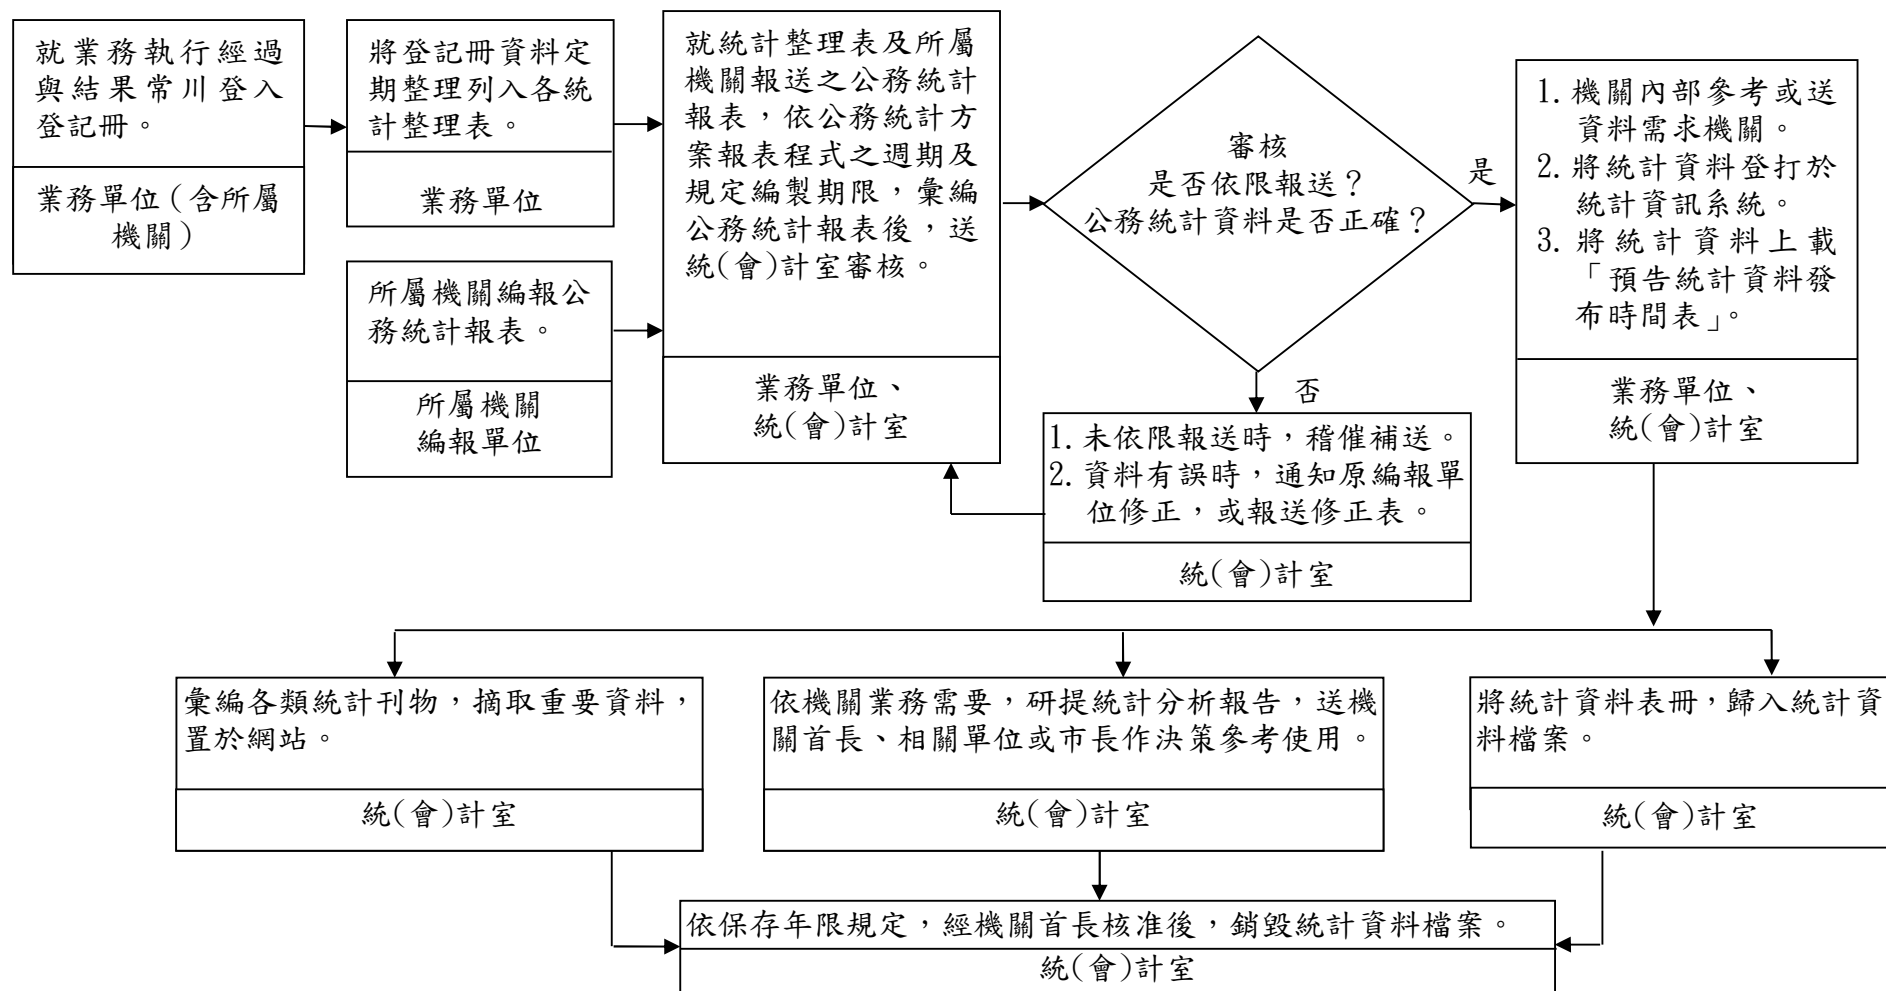 就業務執行經過
與結果常川登入
登記冊。
業務單位（含所屬
機關）
將登記冊資料定
期整理列入各統
計整理表。
業務單位
所屬機關編報公
務統計報表。
所屬機關
編報單位
就統計整理表及所屬
機關報送之公務統計
報表，依公務統計方
案報表程式之週期及
規定編製期限，彙編
公務統計報表後，送
統(會)計室審核。
業務單位、
統(會)計室
審核
是否依限報送？
公務統計資料是否正確？
是
否
1. 未依限報送時，稽催補送。
2. 資料有誤時，通知原編報單
位修正，或報送修正表。
統(會)計室
1. 機關內部參考或送
資料需求機關。
2. 將統計資料登打於
統計資訊系統。
3. 將統計資料上載
「預告統計資料發
布時間表」。
業務單位、
統(會)計室
彙編各類統計刊物，摘取重要資料，
置於網站。
統(會)計室
依機關業務需要，研提統計分析報告，送機
關首長、相關單位或市長作決策參考使用。
統(會)計室
將統計資料表冊，歸入統計資
料檔案。
統(會)計室
依保存年限規定，經機關首長核准後，銷毀統計資料檔案。
統(會)計室